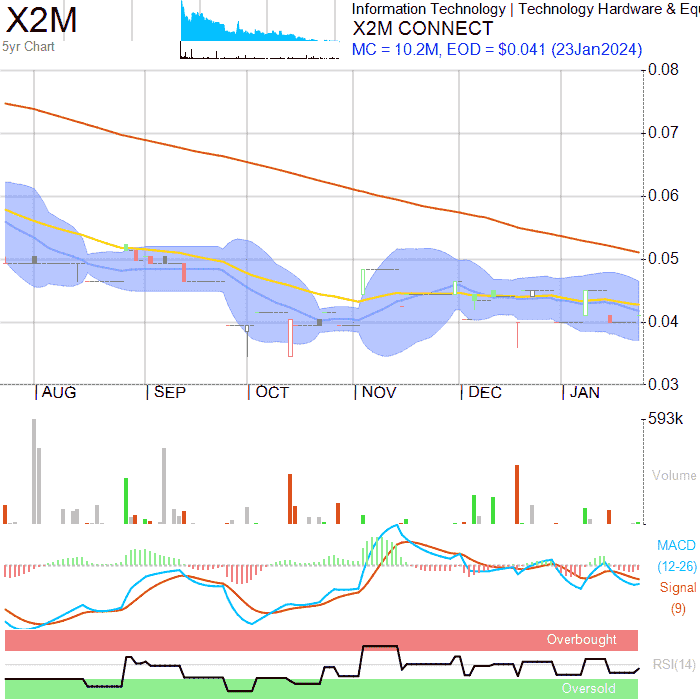 X2M
5yr Chart
Information Technology | Technology Hardware & Equ
X2M CONNECT
MC = 10.2M, EOD = $0.041 (23Jan2024)
0.08
0.07
0.06
0.05
0.04
0.03
AUG SEP OCT NOV DEC JAN
593k
Volume
MACD
(12-26)
Signal
(9)
Overbought
RSI(14)
Oversold